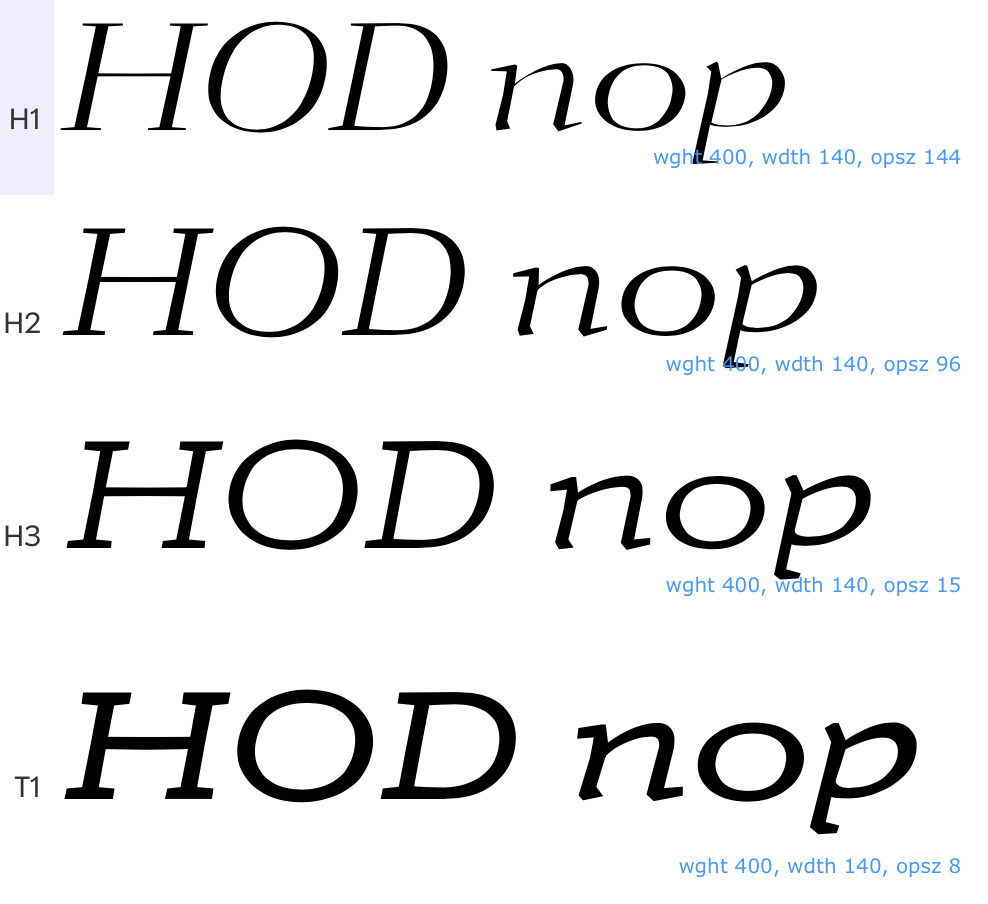 H1 HOD nop
wght 400, wdth 140, opsz 144
H2 HOD nop
wght 400, wdth 140, opsz 96
H3 HOD nop
wght 400, wdth 140, opsz 15
T1 HOD nop
wght 400, wdth 140, opsz 8